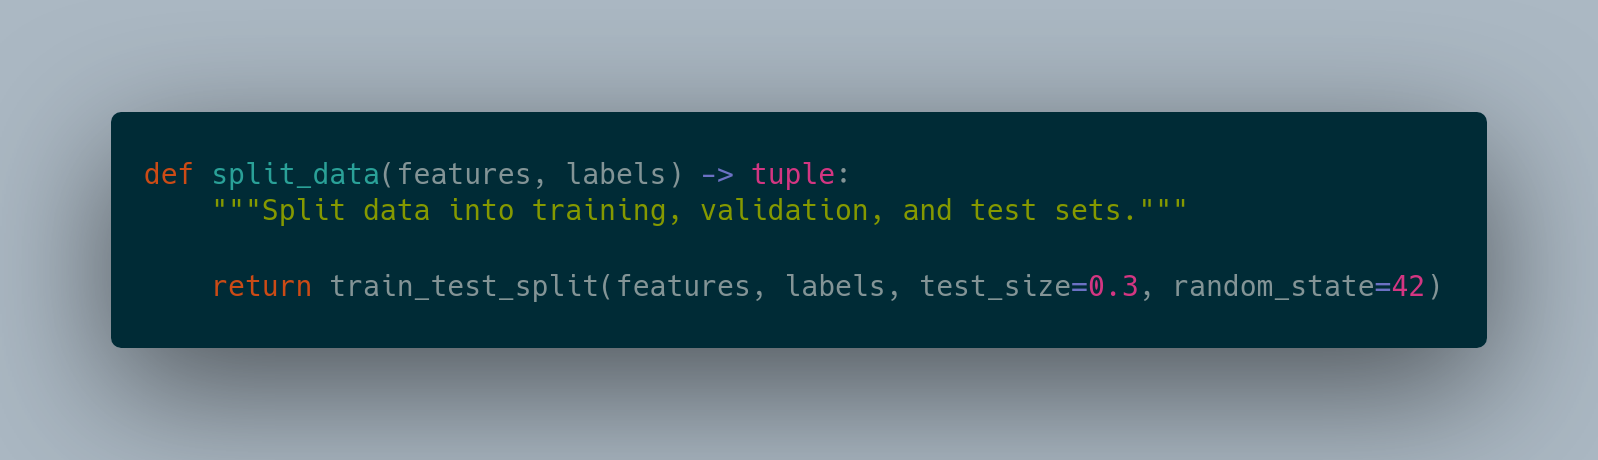 def split_data(features, labels) -> tuple:
    """Split data into training, validation, and test sets."""

    return train_test_split(features, labels, test_size=0.3, random_state=42)